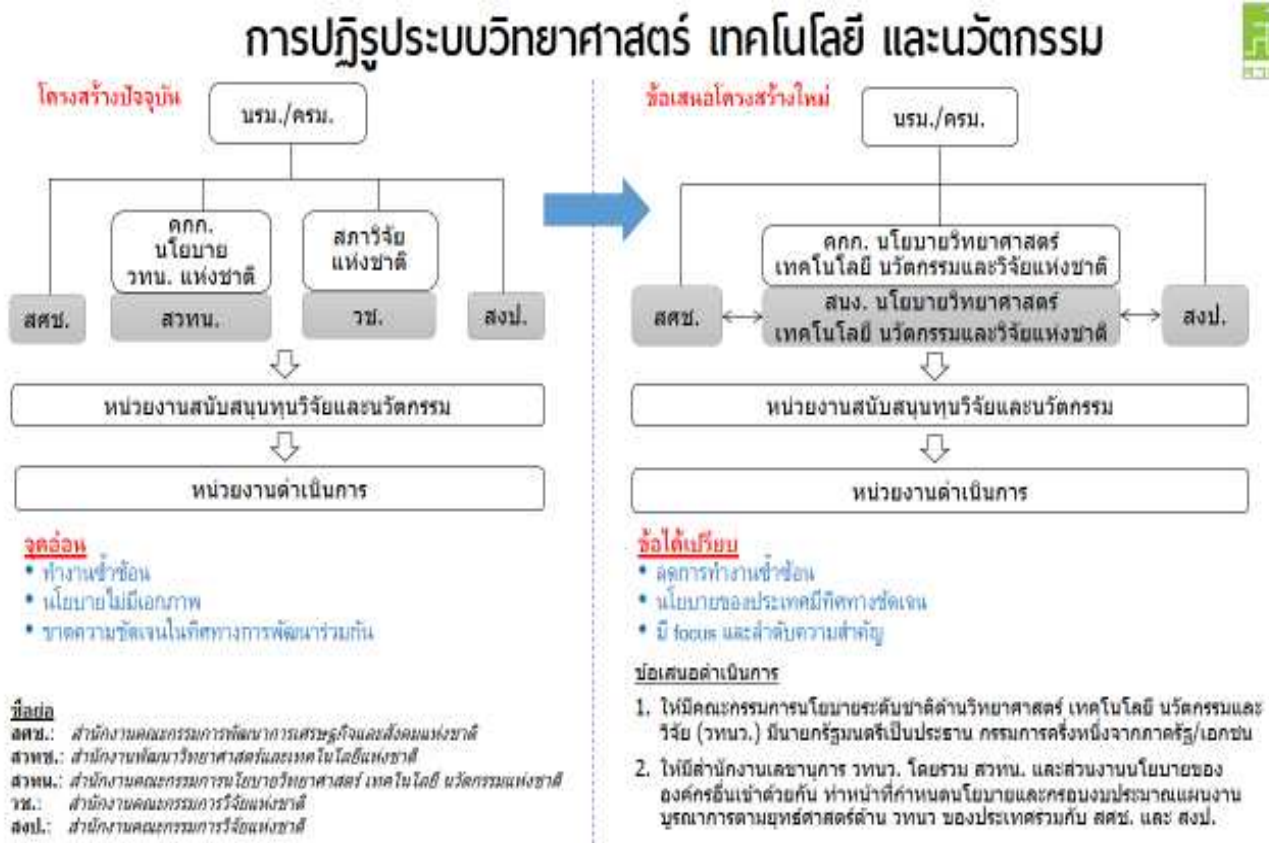 การปฏิรูประบบวิทยาศาสตร์ เทคโนโลยี และนวัตกรรม
โครงสร้างปัจจุบัน
นรม./ครม.
คกก.
นโยบาย
วทน. แห่งชาติ
สภาวิจัย
แห่งชาติ
สศช.
สวทน.
วช.
สงป.
หน่วยงานสนับสนุนทุนวิจัยและนวัตกรรม
หน่วยงานดำเนินการ
จุดอ่อน
• ทำงานซ้ำซ้อน
• นโยบายไม่มีเอกภาพ
• ขาดความชัดเจนในทิศทางการพัฒนาร่วมกัน
ชื่อย่อ
สศช.: สำนักงานคณะกรรมการพัฒนาการเศรษฐกิจและสังคมแห่งชาติ
สวทช.: สำนักงานพัฒนาวิทยาศาสตร์และเทคโนโลยีแห่งชาติ
สวทน.: สำนักงานคณะกรรมการนโยบายวิทยาศาสตร์ เทคโนโลยี นวัตกรรมแห่งชาติ
วช.: สำนักงานคณะกรรมการวิจัยแห่งชาติ
สงป.: สำนักงานคณะกรรมการวิจัยแห่งชาติ
ข้อเสนอโครงสร้างใหม่
นรม./ครม.
คกก. นโยบายวิทยาศาสตร์
เทคโนโลยี นวัตกรรมและวิจัยแห่งชาติ
สศช.
สนง. นโยบายวิทยาศาสตร์
เทคโนโลยี นวัตกรรมและวิจัยแห่งชาติ
สงป.
หน่วยงานสนับสนุนทุนวิจัยและนวัตกรรม
หน่วยงานดำเนินการ
ข้อได้เปรียบ
• ลดการทำงานซ้ำซ้อน
• นโยบายของประเทศมีทิศทางชัดเจน
• มี focus และลำดับความสำคัญ
ข้อเสนอดำเนินการ
1. ให้มีคณะกรรมการนโยบายระดับชาติด้านวิทยาศาสตร์ เทคโนโลยี นวัตกรรมและ
วิจัย (วทนว.) มีนายกรัฐมนตรีเป็นประธาน กรรมการครึ่งหนึ่งจากภาครัฐ/เอกชน
2. ให้มีสำนักงานเลขานุการ วทนว. โดยรวม สวทน. และส่วนงานนโยบายของ
องค์กรอื่นเข้าด้วยกัน ทำหน้าที่กำหนดนโยบายและกรอบงบประมาณแผนงาน
บูรณาการตามยุทธ์ศาสตร์ด้าน วทนว ของประเทศร่วมกับ สศช. และ สงป.